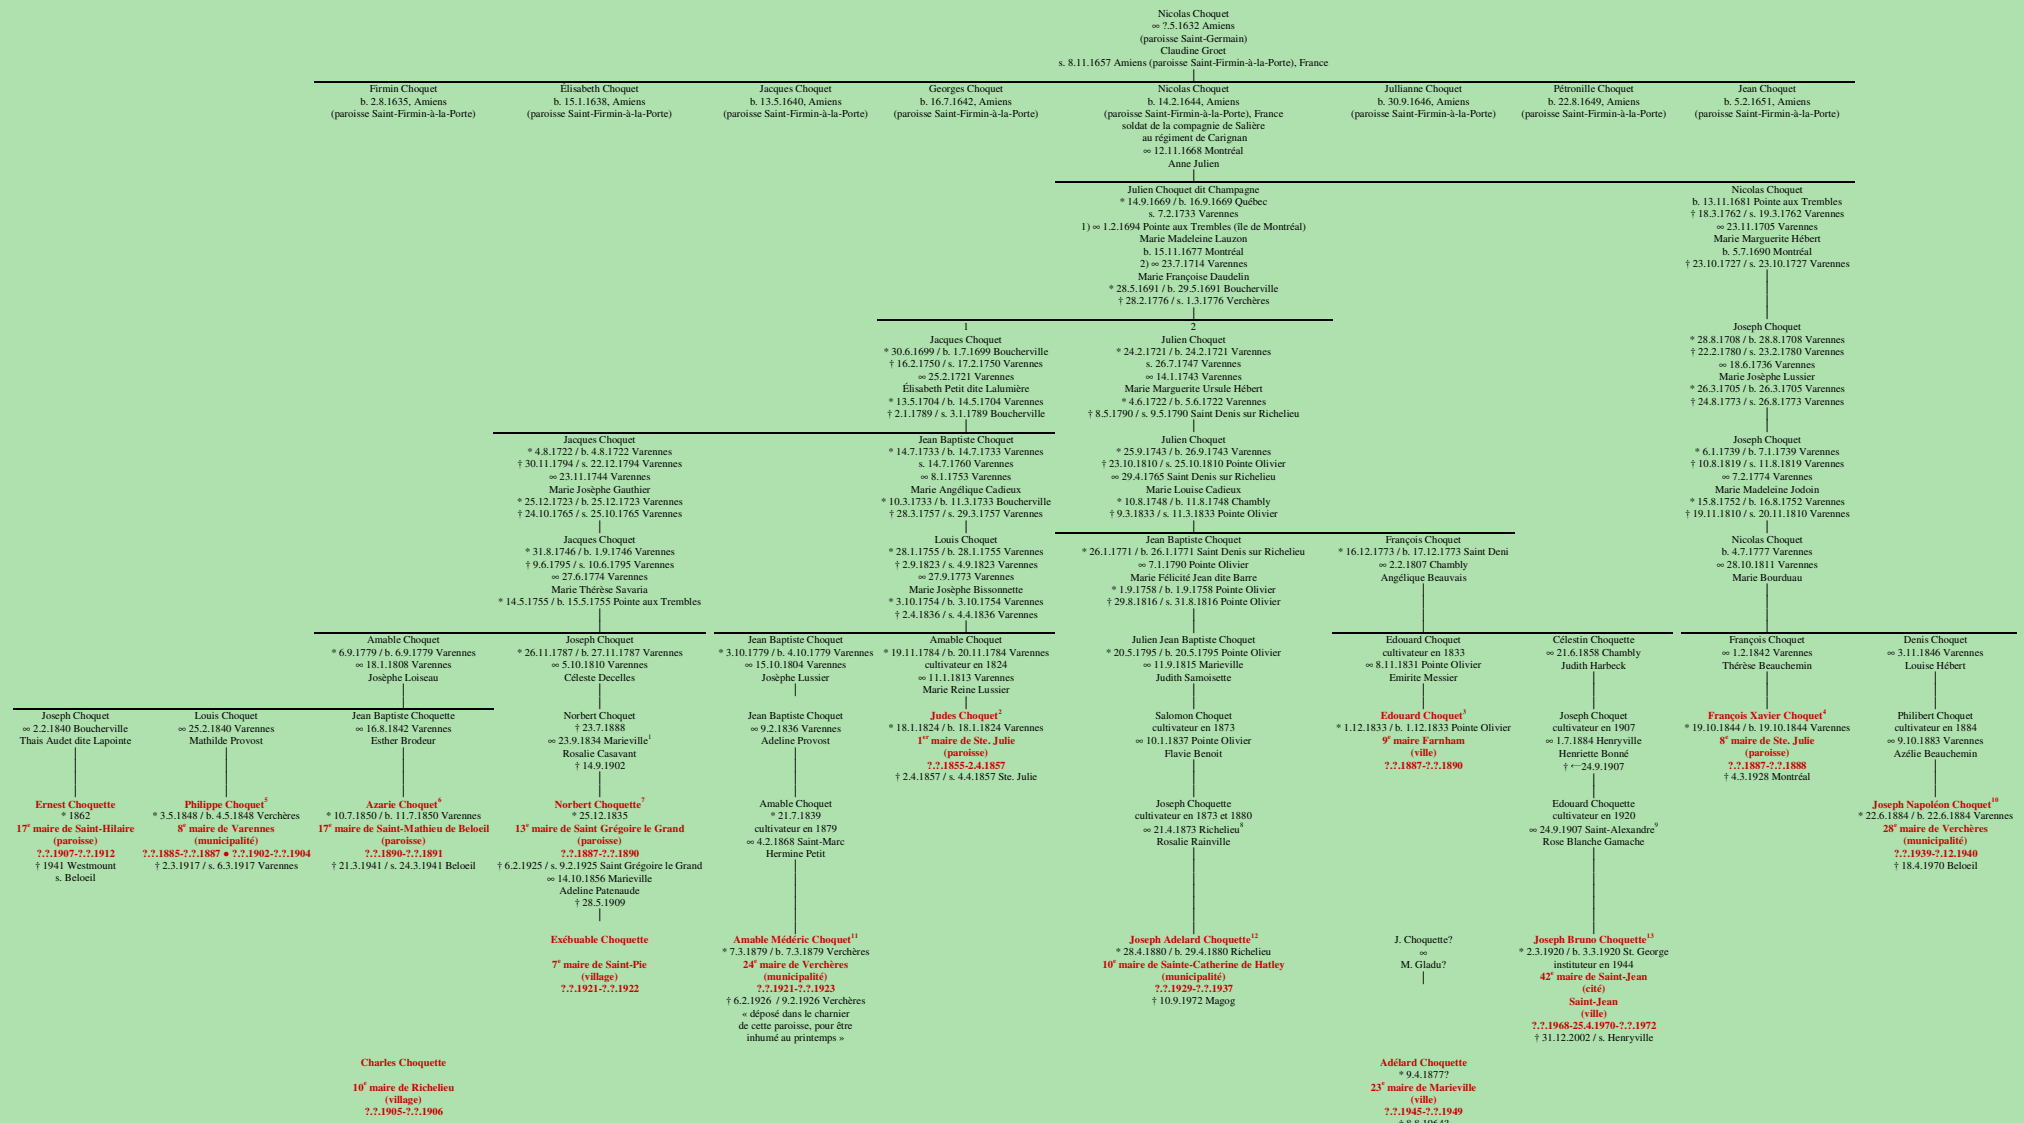 Nicolas Choquet
∞ ?.5.1632 Amiens
(paroisse Saint-Germain)
Claudine Groet
s. 8.11.1657 Amiens (paroisse Saint-Firmin-à-la-Porte), France
Firmin Choquet
b. 2.8.1635, Amiens
(paroisse Saint-Firmin-à-la-Porte)
Élisabeth Choquet
b. 15.1.1638, Amiens
(paroisse Saint-Firmin-à-la-Porte)
Jacques Choquet
b. 13.5.1640, Amiens
(paroisse Saint-Firmin-à-la-Porte)
Georges Choquet
b. 16.7.1642, Amiens
(paroisse Saint-Firmin-à-la-Porte)
Nicolas Choquet
b. 14.2.1644, Amiens
(paroisse Saint-Firmin-à-la-Porte), France
soldat de la compagnie de Salière
au régiment de Carignan
∞ 12.11.1668 Montréal
Anne Julien
Jullianne Choquet
b. 30.9.1646, Amiens
(paroisse Saint-Firmin-à-la-Porte)
Pétronille Choquet
b. 22.8.1649, Amiens
(paroisse Saint-Firmin-à-la-Porte)
Jean Choquet
b. 5.2.1651, Amiens
(paroisse Saint-Firmin-à-la-Porte)
Julien Choquet dit Champagne
* 14.9.1669 / b. 16.9.1669 Québec
s. 7.2.1733 Varennes
1) ∞ 1.2.1694 Pointe aux Trembles (île de Montréal)
Marie Madeleine Lauzon
b. 15.11.1677 Montréal
2) ∞ 23.7.1714 Varennes
Marie Françoise Daudelin
* 28.5.1691 / b. 29.5.1691 Boucherville
† 28.2.1776 / s. 1.3.1776 Verchères
Nicolas Choquet
b. 13.11.1681 Pointe aux Trembles
† 18.3.1762 / s. 19.3.1762 Varennes
∞ 23.11.1705 Varennes
Marie Marguerite Hébert
b. 5.7.1690 Montréal
† 23.10.1727 / s. 23.10.1727 Varennes
1
Jacques Choquet
* 30.6.1699 / b. 1.7.1699 Boucherville
† 16.2.1750 / s. 17.2.1750 Varennes
∞ 25.2.1721 Varennes
Élisabeth Petit dite Lalumière
* 13.5.1704 / b. 14.5.1704 Varennes
† 2.1.1789 / s. 3.1.1789 Boucherville
2
Julien Choquet
* 24.2.1721 / b. 24.2.1721 Varennes
s. 26.7.1747 Varennes
∞ 14.1.1743 Varennes
Marie Marguerite Ursule Hébert
* 4.6.1722 / b. 5.6.1722 Varennes
† 8.5.1790 / s. 9.5.1790 Saint Denis sur Richelieu
Joseph Choquet
* 28.8.1708 / b. 28.8.1708 Varennes
† 22.2.1780 / s. 23.2.1780 Varennes
∞ 18.6.1736 Varennes
Marie Josèphe Lussier
* 26.3.1705 / b. 26.3.1705 Varennes
† 24.8.1773 / s. 26.8.1773 Varennes
Jacques Choquet
* 4.8.1722 / b. 4.8.1722 Varennes
† 30.11.1794 / s. 22.12.1794 Varennes
∞ 23.11.1744 Varennes
Marie Josèphe Gauthier
* 25.12.1723 / b. 25.12.1723 Varennes
† 24.10.1765 / s. 25.10.1765 Varennes
Jean Baptiste Choquet
* 14.7.1733 / b. 14.7.1733 Varennes
s. 14.7.1760 Varennes
∞ 8.1.1753 Varennes
Marie Angélique Cadieux
* 10.3.1733 / b. 11.3.1733 Boucherville
† 28.3.1757 / s. 29.3.1757 Varennes
Julien Choquet
* 25.9.1743 / b. 26.9.1743 Varennes
† 23.10.1810 / s. 25.10.1810 Pointe Olivier
∞ 29.4.1765 Saint Denis sur Richelieu
Marie Louise Cadieux
* 10.8.1748 / b. 11.8.1748 Chambly
† 9.3.1833 / s. 11.3.1833 Pointe Olivier
Joseph Choquet
* 6.1.1739 / b. 7.1.1739 Varennes
† 10.8.1819 / s. 11.8.1819 Varennes
∞ 7.2.1774 Varennes
Marie Madeleine Jodoin
* 15.8.1752 / b. 16.8.1752 Varennes
† 19.11.1810 / s. 20.11.1810 Varennes
Jacques Choquet
* 31.8.1746 / b. 1.9.1746 Varennes
† 9.6.1795 / s. 10.6.1795 Varennes
∞ 27.6.1774 Varennes
Marie Thérèse Savaria
* 14.5.1755 / b. 15.5.1755 Pointe aux Trembles
Louis Choquet
* 28.1.1755 / b. 28.1.1755 Varennes
† 2.9.1823 / s. 4.9.1823 Varennes
∞ 27.9.1773 Varennes
Marie Josèphe Bissonnette
* 3.10.1754 / b. 3.10.1754 Varennes
† 2.4.1836 / s. 4.4.1836 Varennes
Jean Baptiste Choquet
* 26.1.1771 / b. 26.1.1771 Saint Denis sur Richelieu
∞ 7.1.1790 Pointe Olivier
Marie Félicité Jean dite Barre
* 1.9.1758 / b. 1.9.1758 Pointe Olivier
† 29.8.1816 / s. 31.8.1816 Pointe Olivier
François Choquet
* 16.12.1773 / b. 17.12.1773 Saint Deni
∞ 2.2.1807 Chambly
Angélique Beauvais
Nicolas Choquet
b. 4.7.1777 Varennes
∞ 28.10.1811 Varennes
Marie Bourduau
Amable Choquet
* 6.9.1779 / b. 6.9.1779 Varennes
∞ 18.1.1808 Varennes
Josèphe Loiseau
Joseph Choquet
* 26.11.1787 / b. 27.11.1787 Varennes
∞ 5.10.1810 Varennes
Céleste Decelles
Jean Baptiste Choquet
* 3.10.1779 / b. 4.10.1779 Varennes
∞ 15.10.1804 Varennes
Josèphe Lussier
Amable Choquet
* 19.11.1784 / b. 20.11.1784 Varennes
cultivateur en 1824
∞ 11.1.1813 Varennes
Marie Reine Lussier
Julien Jean Baptiste Choquet
* 20.5.1795 / b. 20.5.1795 Pointe Olivier
∞ 11.9.1815 Marieville
Judith Samoisette
Edouard Choquet
cultivateur en 1833
∞ 8.11.1831 Pointe Olivier
Emirite Messier
Célestin Choquette
∞ 21.6.1858 Chambly
Judith Harbeck
François Choquet
∞ 1.2.1842 Varennes
Thérèse Beauchemin
Denis Choquet
∞ 3.11.1846 Varennes
Louise Hébert
Joseph Choquet
∞ 2.2.1840 Boucherville
Thais Audet dite Lapointe
Louis Choquet
∞ 25.2.1840 Varennes
Mathilde Provost
Jean Baptiste Choquette
∞ 16.8.1842 Varennes
Esther Brodeur
Norbert Choquet
† 23.7.1888
∞ 23.9.1834 Marieville¹
Rosalie Casavant
† 14.9.1902
Jean Baptiste Choquet
∞ 9.2.1836 Varennes
Adeline Provost
Judes Choquet²
* 18.1.1824 / b. 18.1.1824 Varennes
1er maire de Ste. Julie
(paroisse)
?.?.1855-2.4.1857
† 2.4.1857 / s. 4.4.1857 Ste. Julie
Salomon Choquet
cultivateur en 1873
∞ 10.1.1837 Pointe Olivier
Flavie Benoit
Edouard Choquet³
* 1.12.1833 / b. 1.12.1833 Pointe Olivier
9e maire Farnham
(ville)
?.?.1887-?.?.1890
Joseph Choquet
cultivateur en 1907
∞ 1.7.1884 Henryville
Henriette Bonné
† ←24.9.1907
François Xavier Choquet⁴
* 19.10.1844 / b. 19.10.1844 Varennes
8e maire de Ste. Julie
(paroisse)
?.?.1887-?.?.1888
† 4.3.1928 Montréal
Philibert Choquet
cultivateur en 1884
∞ 9.10.1883 Varennes
Azélie Beauchemin
Ernest Choquette
* 1862
17e maire de Saint-Hilaire
(paroisse)
?.?.1907-?.?.1912
† 1941 Westmount
s. Beloeil
Philippe Choquet⁵
* 3.5.1848 / b. 4.5.1848 Verchères
8e maire de Varennes
(municipalité)
?.?.1885-?.?.1887 ● ?.?.1902-?.?.1904
† 2.3.1917 / s. 6.3.1917 Varennes
Azarie Choquet⁶
* 10.7.1850 / b. 11.7.1850 Varennes
17e maire de Saint-Mathieu de Beloeil
(paroisse)
?.?.1890-?.?.1891
† 21.3.1941 / s. 24.3.1941 Beloeil
Norbert Choquette⁷
* 25.12.1835
13e maire de Saint Grégoire le Grand
(paroisse)
?.?.1887-?.?.1890
† 6.2.1925 / s. 9.2.1925 Saint Grégoire le Grand
∞ 14.10.1856 Marieville
Adeline Patenaude
† 28.5.1909
Amable Choquet
* 21.7.1839
cultivateur en 1879
∞ 4.2.1868 Saint-Marc
Hermine Petit
Joseph Choquette
cultivateur en 1873 et 1880
∞ 21.4.1873 Richelieu⁸
Rosalie Rainville
Edouard Choquette
cultivateur en 1920
∞ 24.9.1907 Saint-Alexandre⁹
Rose Blanche Gamache
Joseph Napoléon Choquet¹⁰
* 22.6.1884 / b. 22.6.1884 Varennes
28e maire de Verchères
(municipalité)
?.?.1939-?.12.1940
† 18.4.1970 Beloeil
Exébuable Choquette
7e maire de Saint-Pie
(village)
?.?.1921-?.?.1922
Amable Médéric Choquet¹¹
* 7.3.1879 / b. 7.3.1879 Verchères
24e maire de Verchères
(municipalité)
?.?.1921-?.?.1923
† 6.2.1926 / 9.2.1926 Verchères
« déposé dans le charnier
de cette paroisse, pour être
inhumé au printemps »
Joseph Adelard Choquette¹²
* 28.4.1880 / b. 29.4.1880 Richelieu
10e maire de Sainte-Catherine de Hatley
(municipalité)
?.?.1929-?.?.1937
† 10.9.1972 Magog
J. Choquette?
∞
M. Gladu?
Joseph Bruno Choquette¹³
* 2.3.1920 / b. 3.3.1920 St. George
instituteur en 1944
42e maire de Saint-Jean
(cité)
Saint-Jean
(ville)
?.?.1968-25.4.1970-?.?.1972
† 31.12.2002 / s. Henryville
Charles Choquette
10e maire de Richelieu
(village)
?.?.1905-?.?.1906
Adélard Choquette
* 9.4.1877?
23e maire de Marieville
(ville)
?.?.1945-?.?.1949